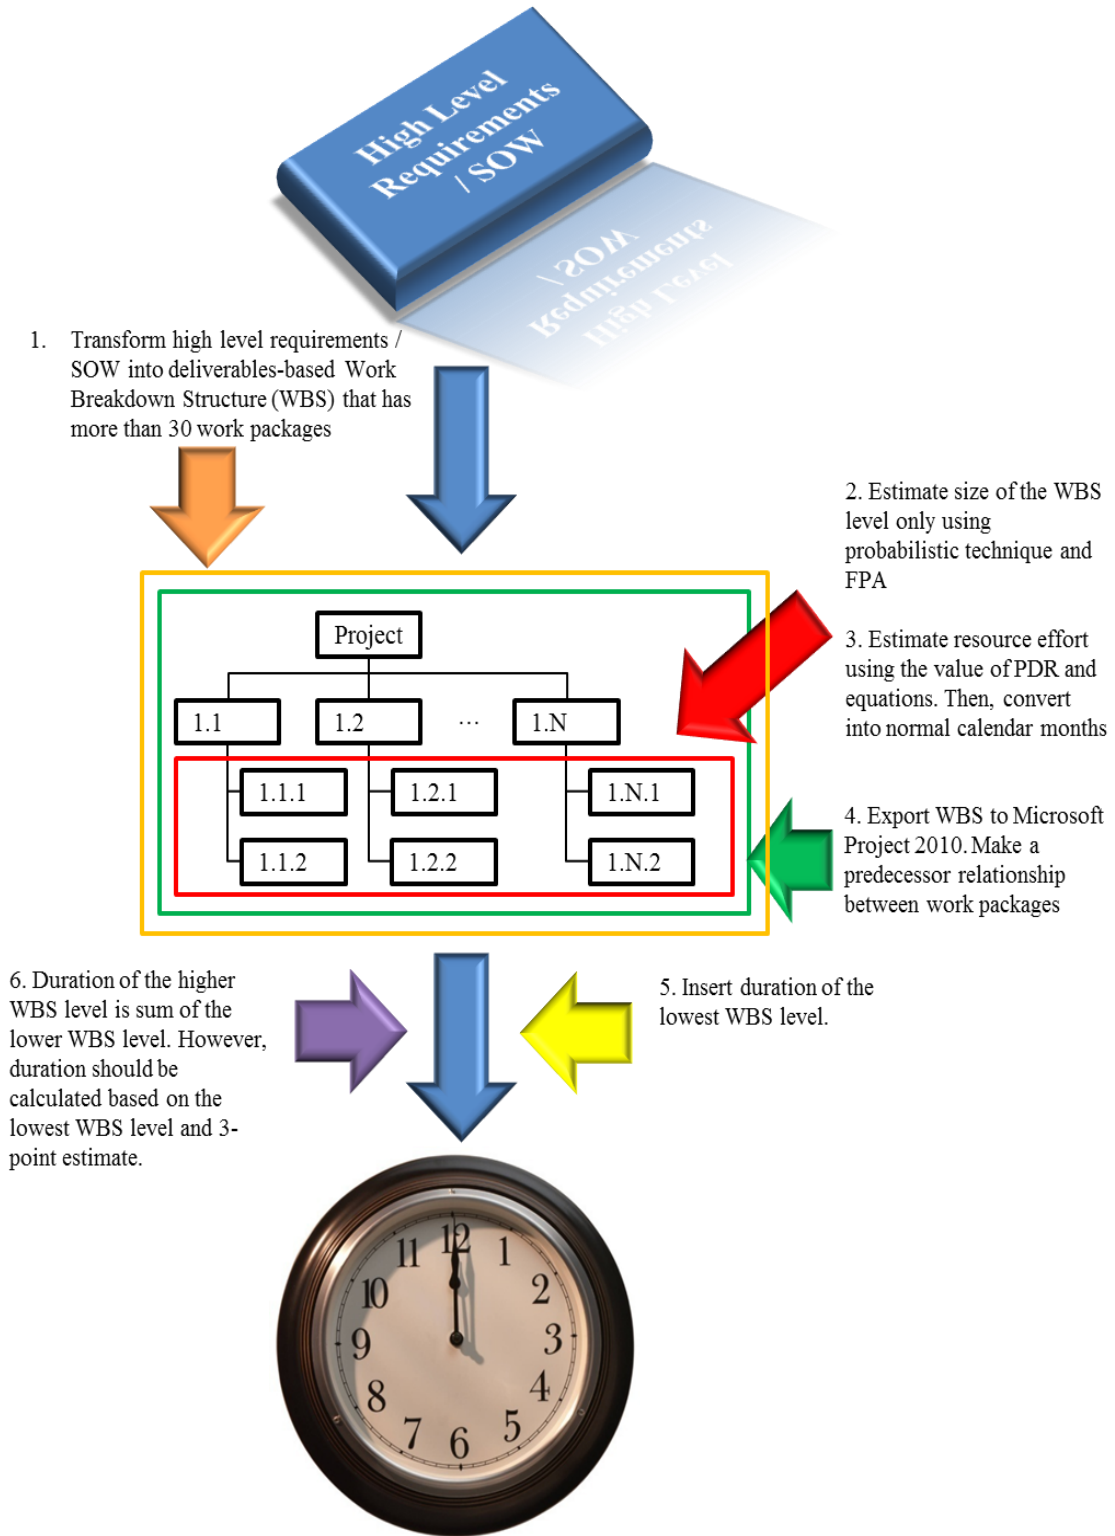 High Level
Requirements
/ SOW
/ SOW
Requirements
High Level
1. Transform high level requirements /
SOW into deliverables-based Work
Breakdown Structure (WBS) that has
more than 30 work packages
2. Estimate size of the WBS
level only using
probabilistic technique and
FPA
3. Estimate resource effort
using the value of PDR and
equations. Then, convert
into normal calendar months
Project
1.1 1.2 ... 1.N
1.1.1 1.2.1 1.N.1
1.1.2 1.2.2 1.N.2
4. Export WBS to Microsoft
Project 2010. Make a
predecessor relationship
between work packages
6. Duration of the higher
WBS level is sum of the
lower WBS level. However,
duration should be
calculated based on the
lowest WBS level and 3-
point estimate.
5. Insert duration of the
lowest WBS level.
12
1
2
3
4
5
6
7
8
9
10
11